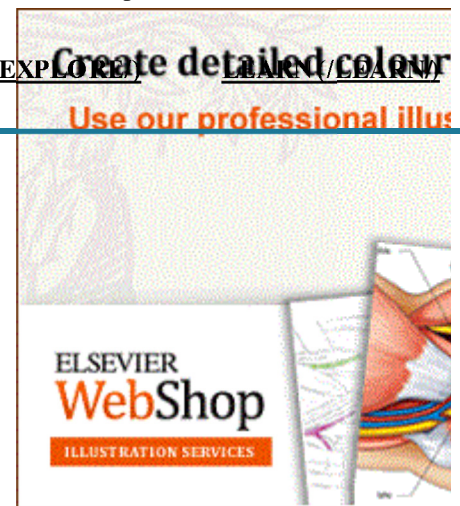 Create detailed colour
EXPLORE/) LEARN (/LEARN/)
Use our professional illus
ELSEVIER
WebShop
ILLUSTRATION SERVICES